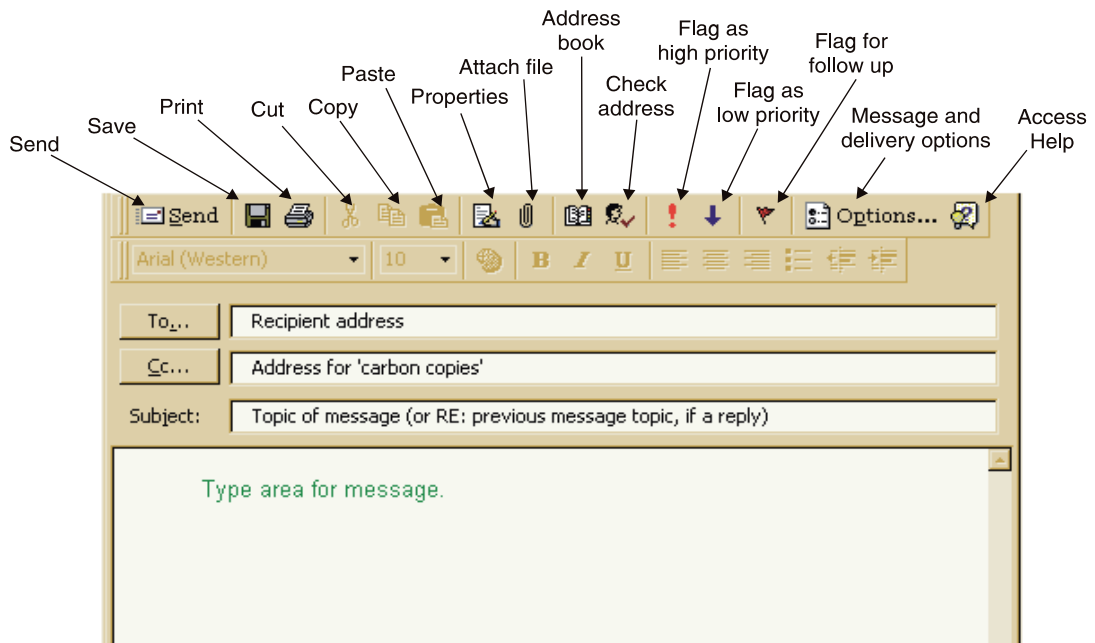 Address
book
Flag as
high priority
Flag for
follow up
Paste
Attach file
Properties
Check
address
Flag as
low priority
Message and
delivery options
Access
Help
Print
Cut
Copy
Save
Send
Send
Options...
Arial (Western)
10
B I U
To...
Recipient address
Cc...
Address for 'carbon copies'
Subject:
Topic of message (or RE: previous message topic, if a reply)
Type area for message.